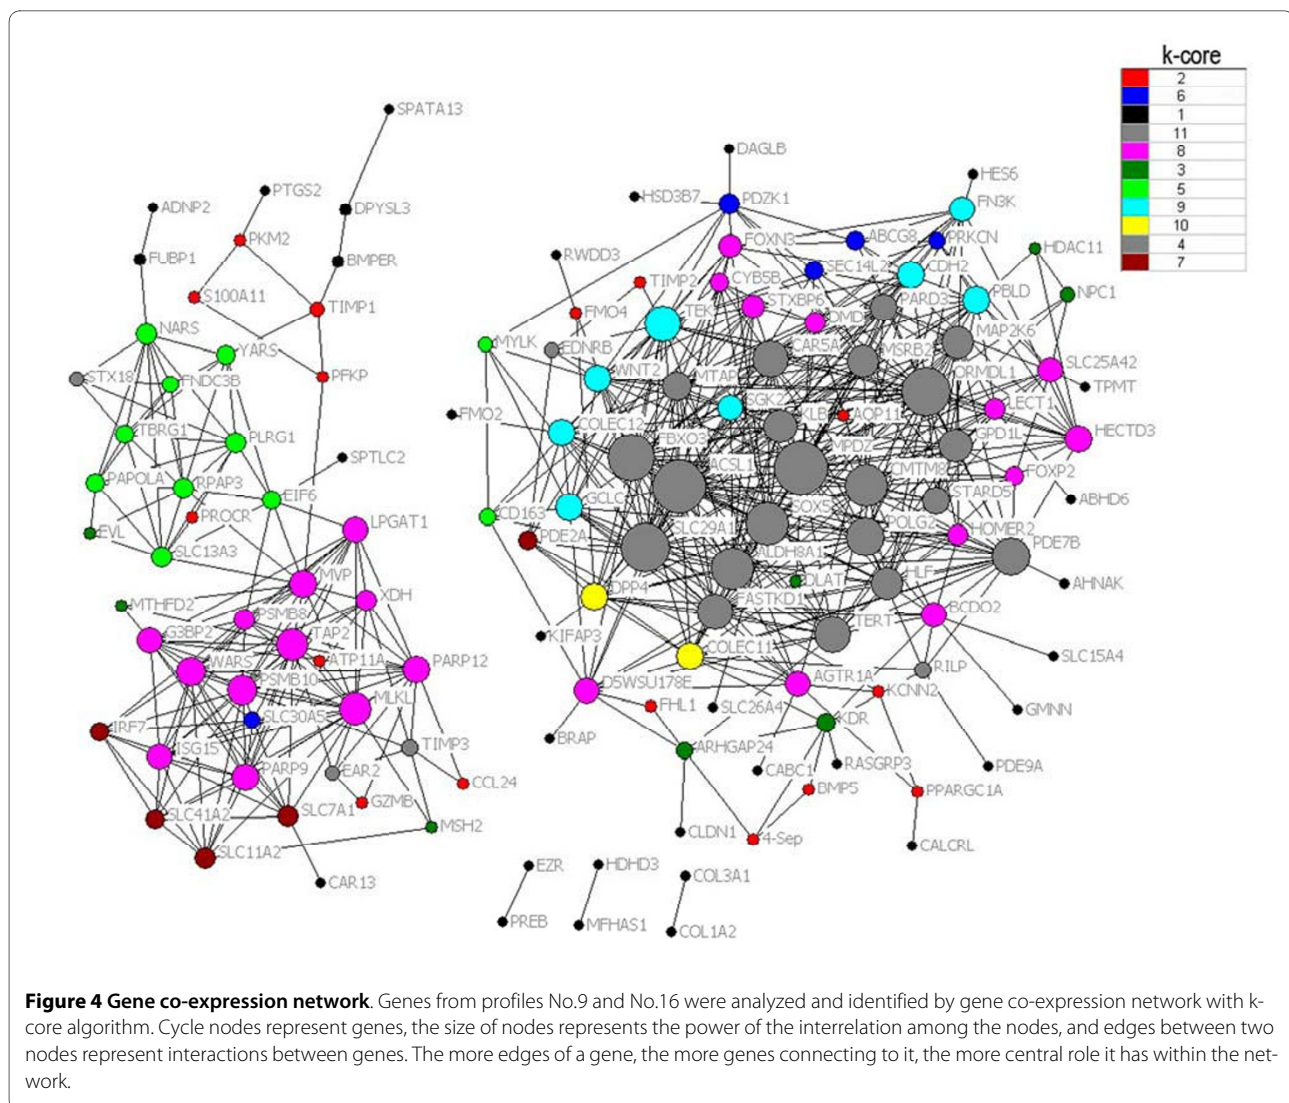 k-core
2
6
1
11
8
3
5
9
10
4
7
SPATA13
PTGS2
ADNP2
DPYSL3
PKM2
FUBP1
BMPER
S100A11
TIMP1
NARS
YARS
STX18
FNDC3B
PFKP
TBRG1
PLRG1
SPTLC2
PAPOLA
RPAP3
EIF6
PROCR
EVL
LPGAT1
SLC13A3
MVP
XDH
MTHFD2
PSMB8
G3BP2
TAP2
ATP11A
PARP12
WARS
PSMB10
MLKL
SLC30A5
IRF7
TIMP3
ISG15
PARP9
EAR2
CCL24
GZMB
SLC41A2
SLC7A1
MSH2
SLC11A2
CAR13
DAGLB
HES6
HSD3B7
PDZK1
FN3K
FOXN3
ABCG8
PRKCN
HDAC11
RWDD3
SEC14L2
CDH2
TIMP2
CYB5B
NPC1
STXBP6
PARD3
PBLD
FMO4
TEK
DMD
MAP2K6
MYLK
EDNRB
CAR5A
MSRB2
SLC25A42
WNT2
MTAP
ORMDL1
TPMT
FMO2
SGK2
KLB
AQP11
LECT1
COLEC12
FBXO3
MPDZ
GPD1L
HECTD3
ACSL1
CMTM8
FOXP2
GCLC
STARD5
ABHD6
CD163
SLC29A1
SOX5
POLG2
HOMER2
PDE2A
PDE7B
ALDH8A1
DLAT
HLF
AHNAK
DPP4
FASTKD1
BCDO2
KIFAP3
TERT
COLEC11
RILP
SLC15A4
D5WSU178E
AGTR1A
KCNN2
FHL1
SLC26A4
GMNN
KDR
BRAP
ARHGAP24
CABC1
RASGRP3
PDE9A
BMP5
PPARGC1A
CLDN1
4-Sep
CALCRL
EZR
HDHD3
COL3A1
PREB
MFHAS1
COL1A2
Figure 4 Gene co-expression network. Genes from profiles No.9 and No.16 were analyzed and identified by gene co-expression network with k-
core algorithm. Cycle nodes represent genes, the size of nodes represents the power of the interrelation among the nodes, and edges between two
nodes represent interactions between genes. The more edges of a gene, the more genes connecting to it, the more central role it has within the net-
work.